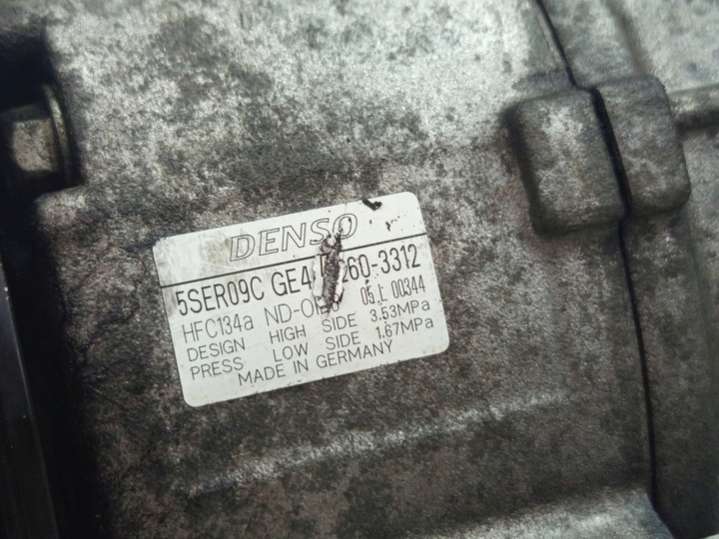 DENSO
5SER09C 60-3312
HFC134a 05.L 00344
DESIGN HIGH SIDE 3.53MPa
PRESS LOW SIDE 1.67MPa
MADE IN GERMANY